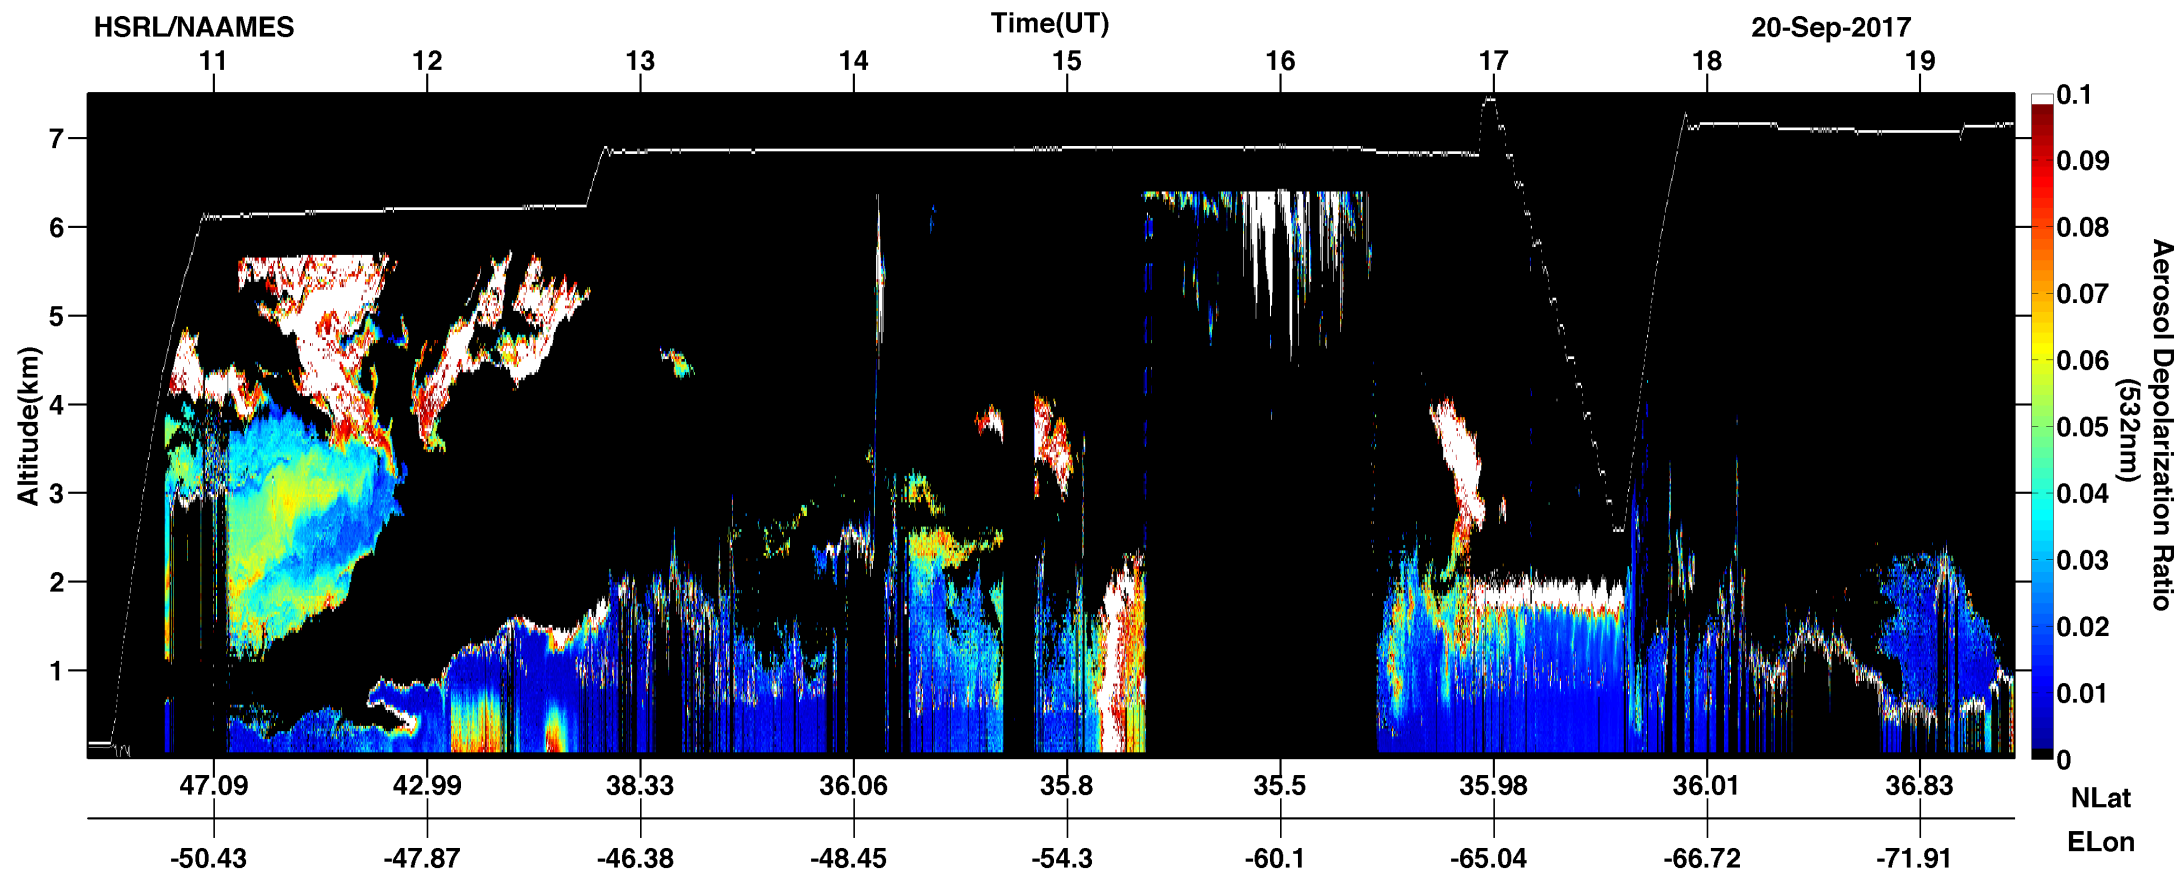 HSRL/NAAMES
Time(UT)
20-Sep-2017
11 12 13 14 15 16 17 18 19
7
6
5
4
3
2
1
Altitude(km)
0.1
0.09
0.08
0.07
0.06
0.05
0.04
0.03
0.02
0.01
0
Aerosol Depolarization Ratio
(532nm)
47.09 42.99 38.33 36.06 35.8 35.5 35.98 36.01 36.83
NLat
-50.43 -47.87 -46.38 -48.45 -54.3 -60.1 -65.04 -66.72 -71.91
ELon